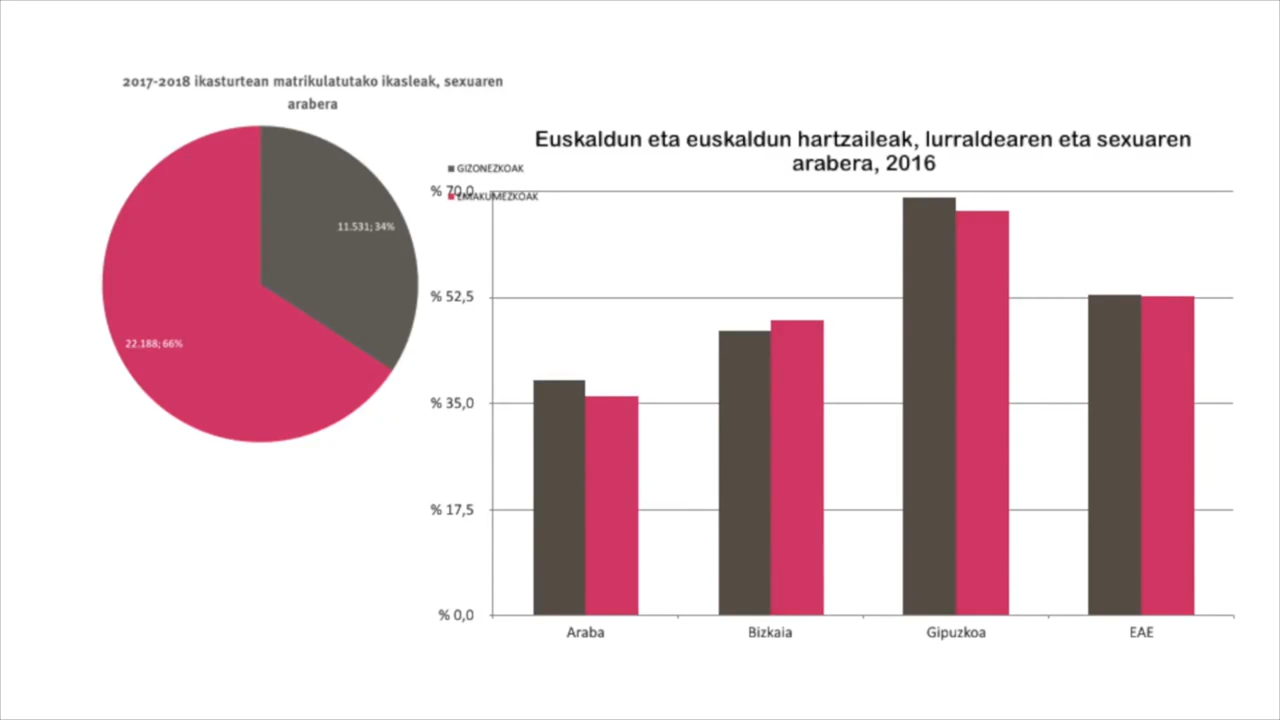 2017-2018 ikasturtean matrikulatutako ikasleak, sexuaren
arabera
11.531; 34%
22.188; 66%
GIZONEZKOAK
EMAKUMEZKOAK
Euskaldun eta euskaldun hartzaileak, lurraldearen eta sexuaren
arabera, 2016
% 70,0
% 52,5
% 35,0
% 17,5
% 0,0
Araba
Bizkaia
Gipuzkoa
EAE